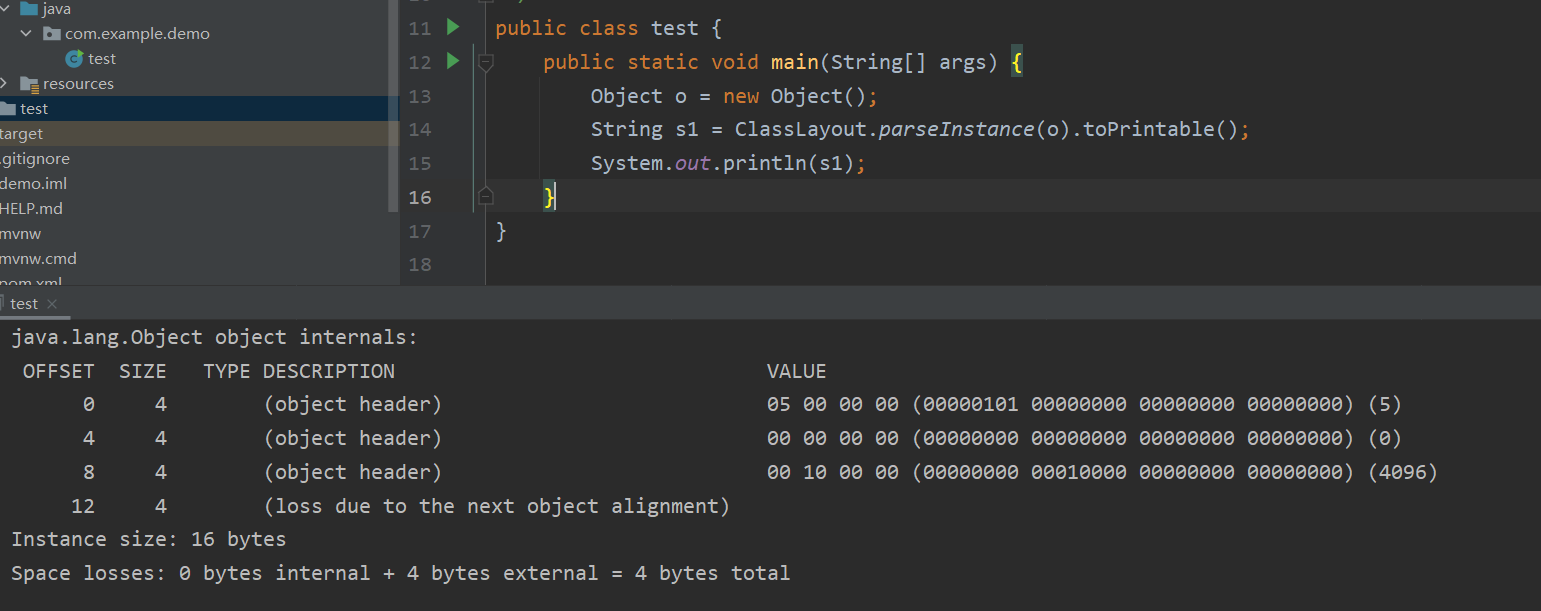 java
com.example.demo
test
resources
test
target
.gitignore
demo.iml
HELP.md
mvnw
mvnw.cmd
pom.xml
11 public class test {
12 public static void main(String[] args) {
13 Object o = new Object();
14 String s1 = ClassLayout.parseInstance(o).toPrintable();
15 System.out.println(s1);
16 }
17 }
18
test
java.lang.Object object internals:
OFFSET SIZE TYPE DESCRIPTION VALUE
0 4 (object header) 05 00 00 00 (00000101 00000000 00000000 00000000) (5)
4 4 (object header) 00 00 00 00 (00000000 00000000 00000000 00000000) (0)
8 4 (object header) 00 10 00 00 (00000000 00010000 00000000 00000000) (4096)
12 4 (loss due to the next object alignment)
Instance size: 16 bytes
Space losses: 0 bytes internal + 4 bytes external = 4 bytes total